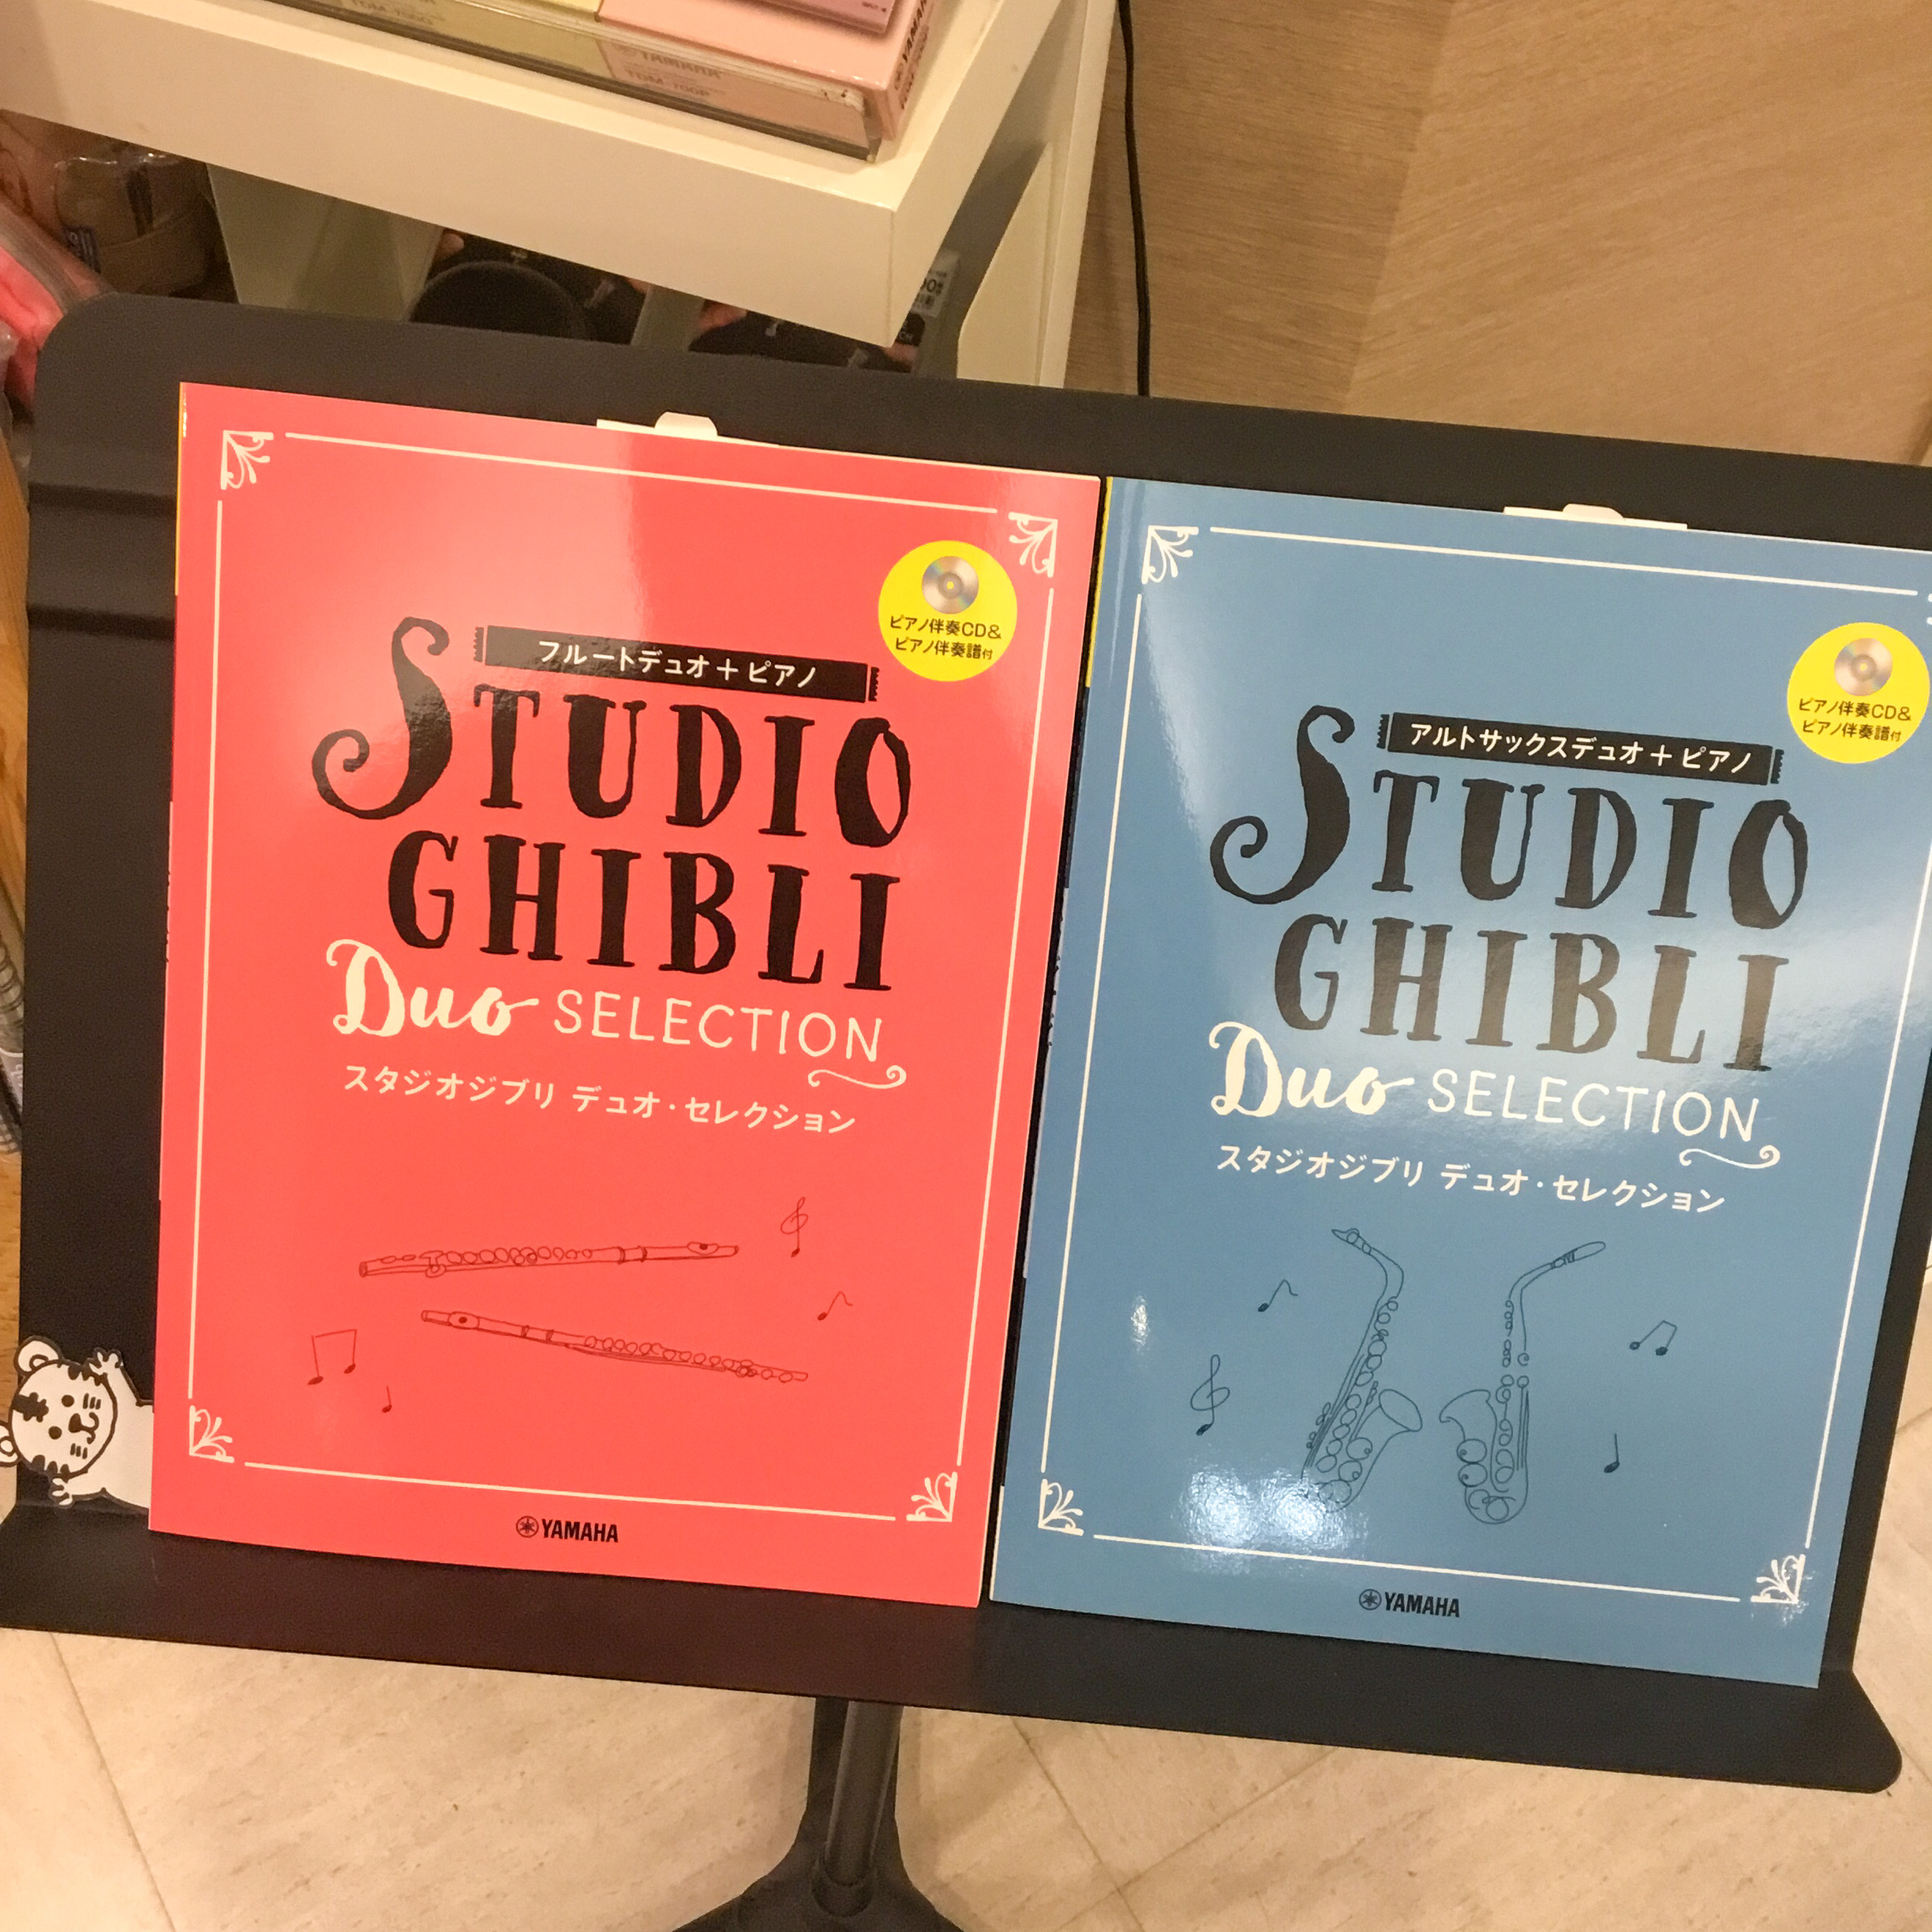 YAMAHA
TDM-700P
フルートデュオ+ピアノ
STUDIO
GHIBLI
Duo SELECTION
スタジオジブリ デュオ・セレクション
ピアノ伴奏CD&
ピアノ伴奏譜付
YAMAHA
アルトサックスデュオ+ピアノ
STUDIO
GHIBLI
Duo SELECTION
スタジオジブリ デュオ・セレクション
ピアノ伴奏CD&
ピアノ伴奏譜付
YAMAHA